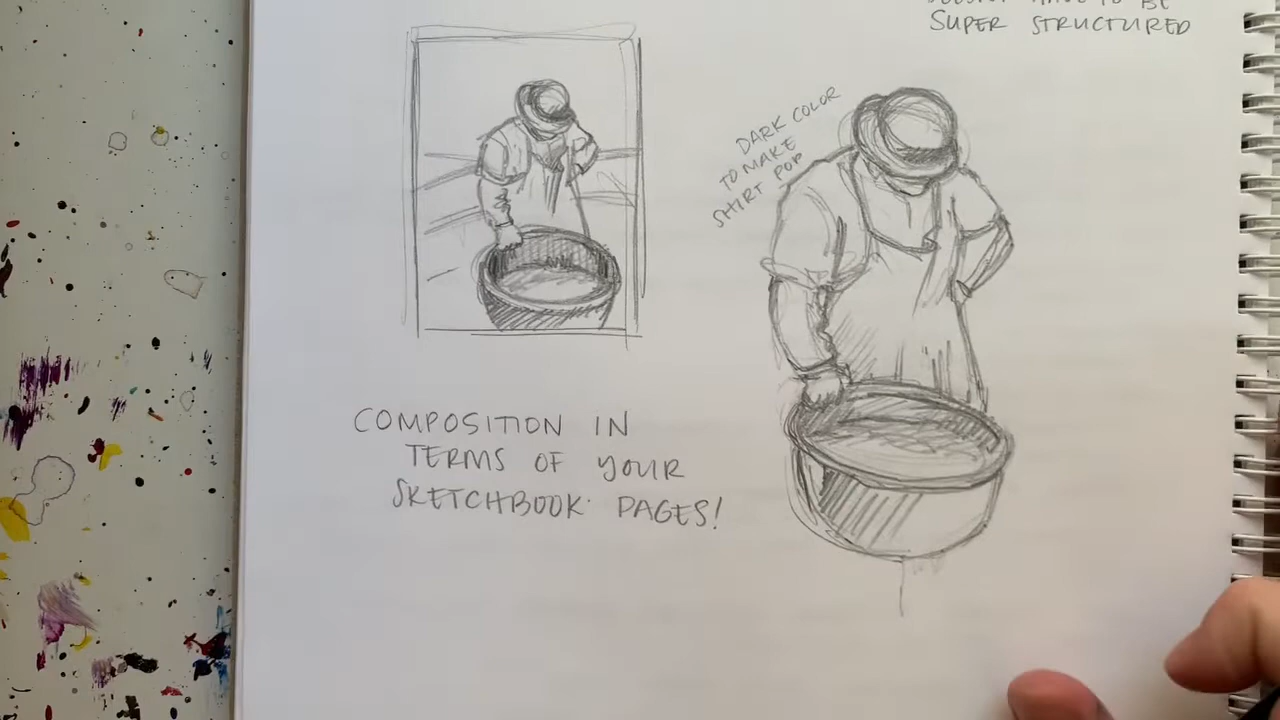 SUPER STRUCTURED
DARK COLOR
TO MAKE
SHIRT POP
COMPOSITION IN
TERMS OF YOUR
SKETCHBOOK PAGES!